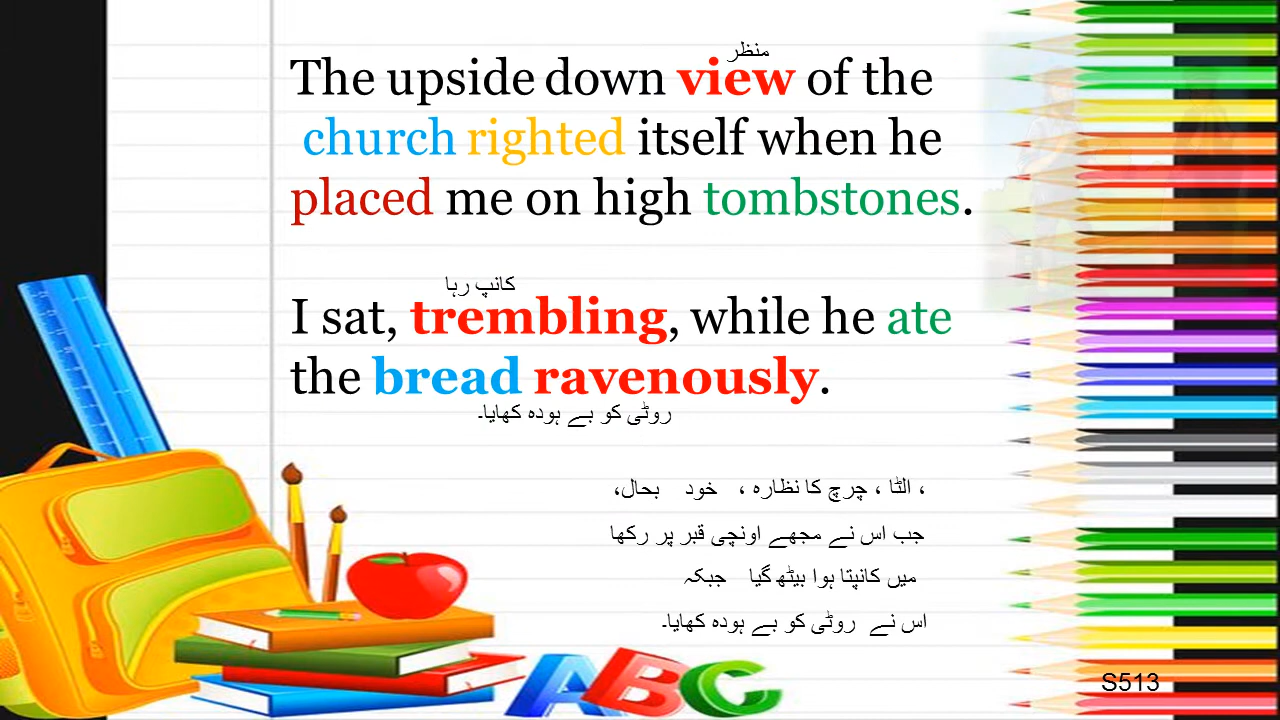 منظر
The upside down view of the
church righted itself when he
placed me on high tombstones.
کانپ رہا
I sat, trembling, while he ate
the bread ravenously.
روٹی کو بے ہودہ کھایا۔
، الٹا ، چرچ کا نظارہ ، خود بحال،
جب اس نے مجھے اونچی قبر پر رکھا
میں کانپتا ہوا بیٹھ گیا جبکہ
اس نے روٹی کو بے ہودہ کھایا۔
ABC
S513